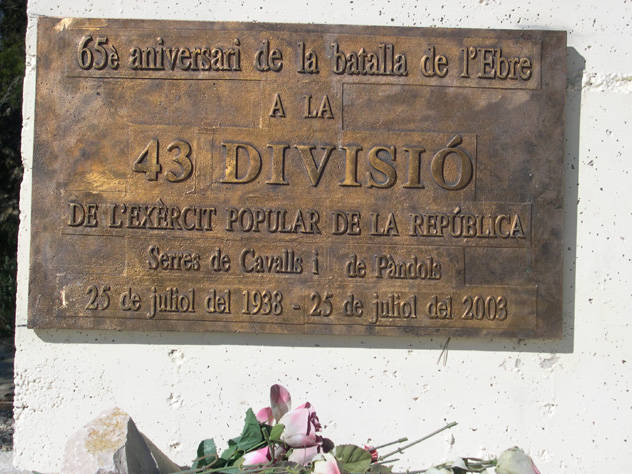 65è aniversari de la batalla de l'Ebre
A LA
43 DIVISIÓ
DE L'EXÈRCIT POPULAR DE LA REPÚBLICA
Serres de Cavalls i de Pàndols
25 de juliol del 1938 - 25 de juliol del 2003